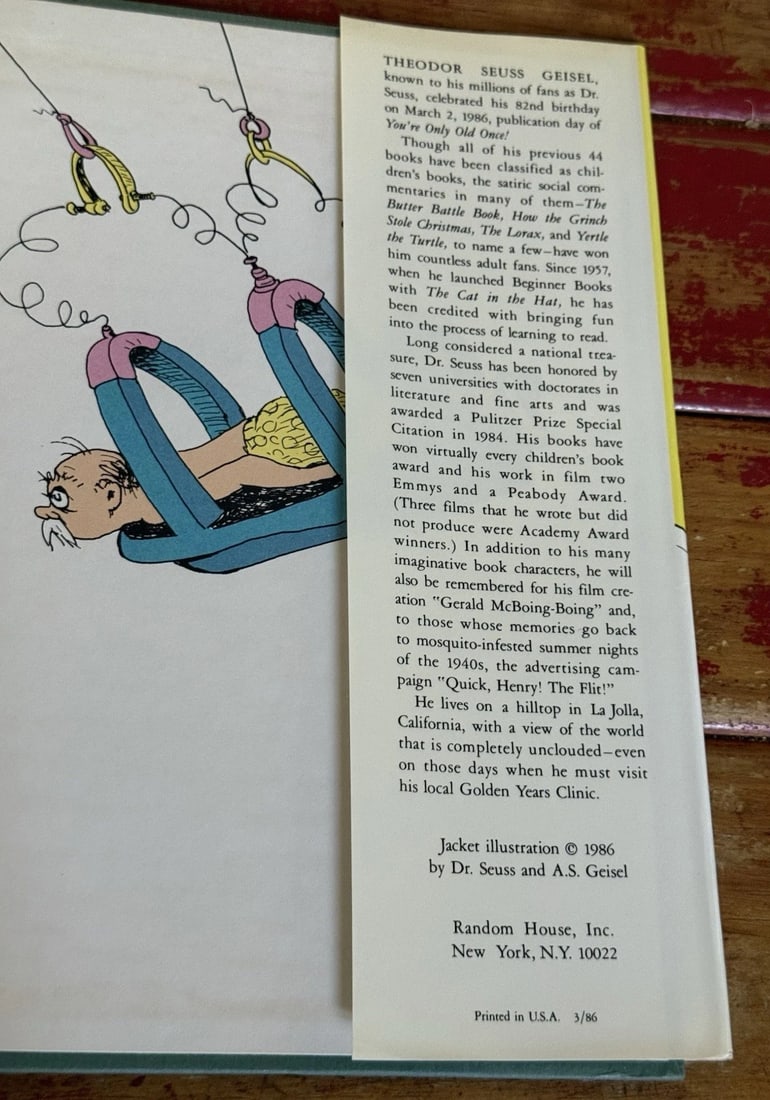 THEODOR SEUSS GEISEL,
known to his millions of fans as Dr.
Seuss, celebrated his 82nd birthday
on March 2, 1986, publication day of
You're Only Old Once!
Though all of his previous 44
books have been classified as chil-
dren's books, the satiric social com-
mentaries in many of them—The
Butter Battle Book, How the Grinch
Stole Christmas, The Lorax, and Yertle
the Turtle, to name a few—have won
him countless adult fans. Since 1957,
when he launched Beginner Books
with The Cat in the Hat, he has
been credited with bringing fun
into the process of learning to read.
Long considered a national trea-
sure, Dr. Seuss has been honored by
seven universities with doctorates in
literature and fine arts and was
awarded a Pulitzer Prize Special
Citation in 1984. His books have
won virtually every children's book
award and his work in film two
Emmys and a Peabody Award.
(Three films that he wrote but did
not produce were Academy Award
winners.) In addition to his many
imaginative book characters, he will
also be remembered for his film cre-
ation "Gerald McBoing-Boing" and,
to those whose memories go back
to mosquito-infested summer nights
of the 1940s, the advertising cam-
paign "Quick, Henry! The Flit!"
He lives on a hilltop in La Jolla,
California, with a view of the world
that is completely unclouded—even
on those days when he must visit
his local Golden Years Clinic.
Jacket illustration © 1986
by Dr. Seuss and A.S. Geisel
Random House, Inc.
New York, N.Y. 10022
Printed in U.S.A. 3/86